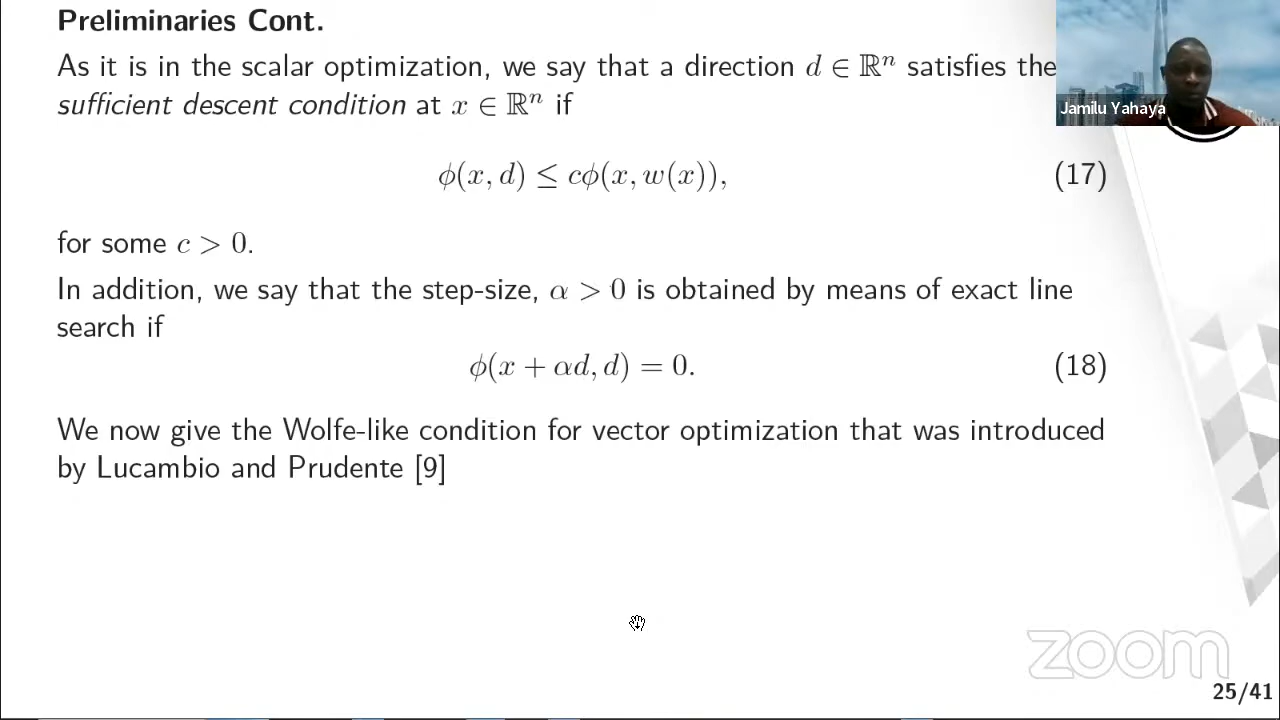 Preliminaries Cont.
As it is in the scalar optimization, we say that a direction d ∈ ℝⁿ satisfies the
sufficient descent condition at x ∈ ℝⁿ if
ϕ(x, d) ≤ cϕ(x, w(x)), (17)
for some c > 0.
In addition, we say that the step-size, α > 0 is obtained by means of exact line
search if
ϕ(x + αd, d) = 0. (18)
We now give the Wolfe-like condition for vector optimization that was introduced
by Lucambio and Prudente [9]
Jamilu Yahaya
zoom
25/41